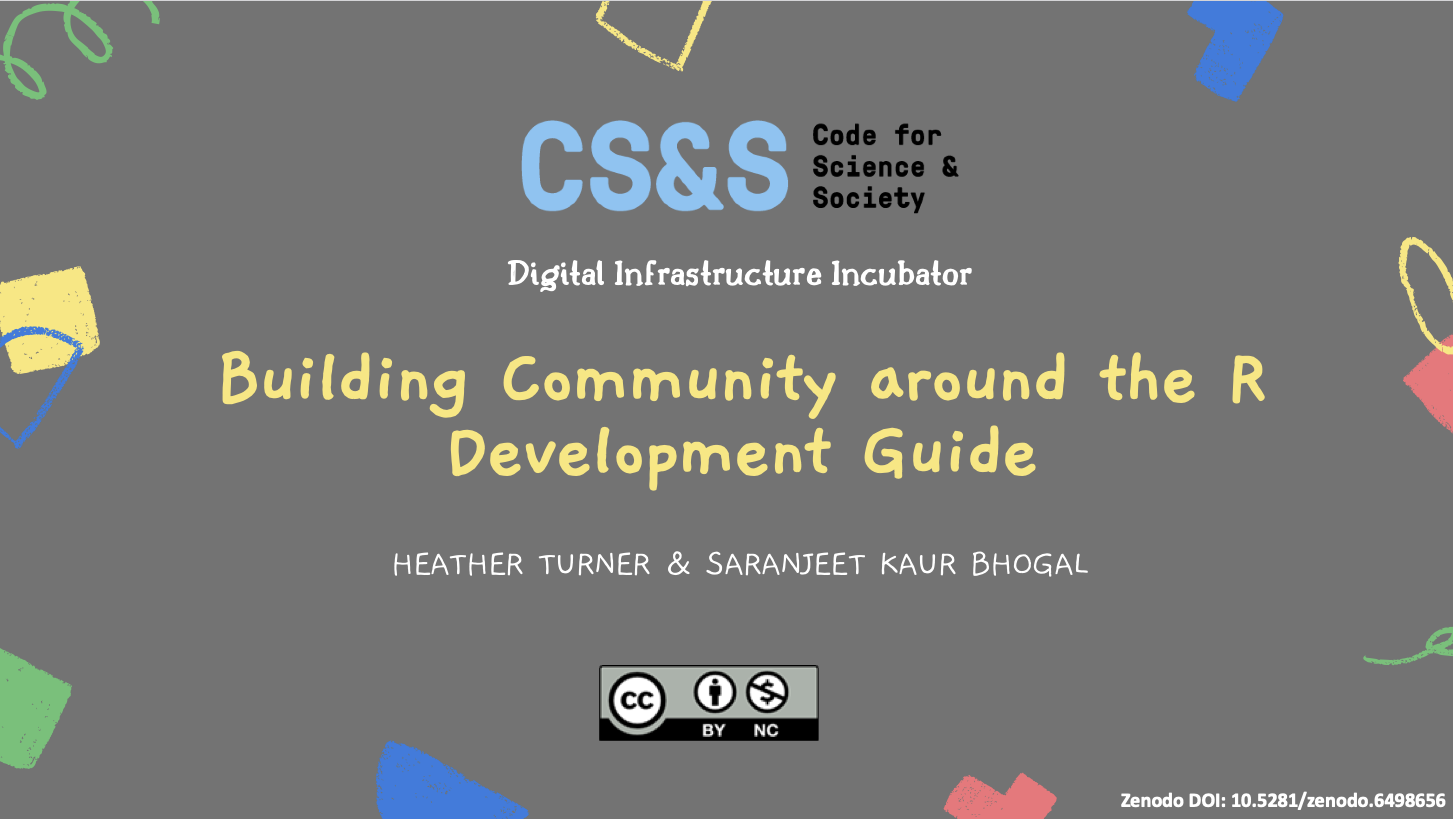 CS&S
Code for
Science &
Society
Digital Infrastructure Incubator
Building Community around the R
Development Guide
HEATHER TURNER & SARANJEET KAUR BHOGAL
CC
BY NC
Zenodo DOI: 10.5281/zenodo.6498656